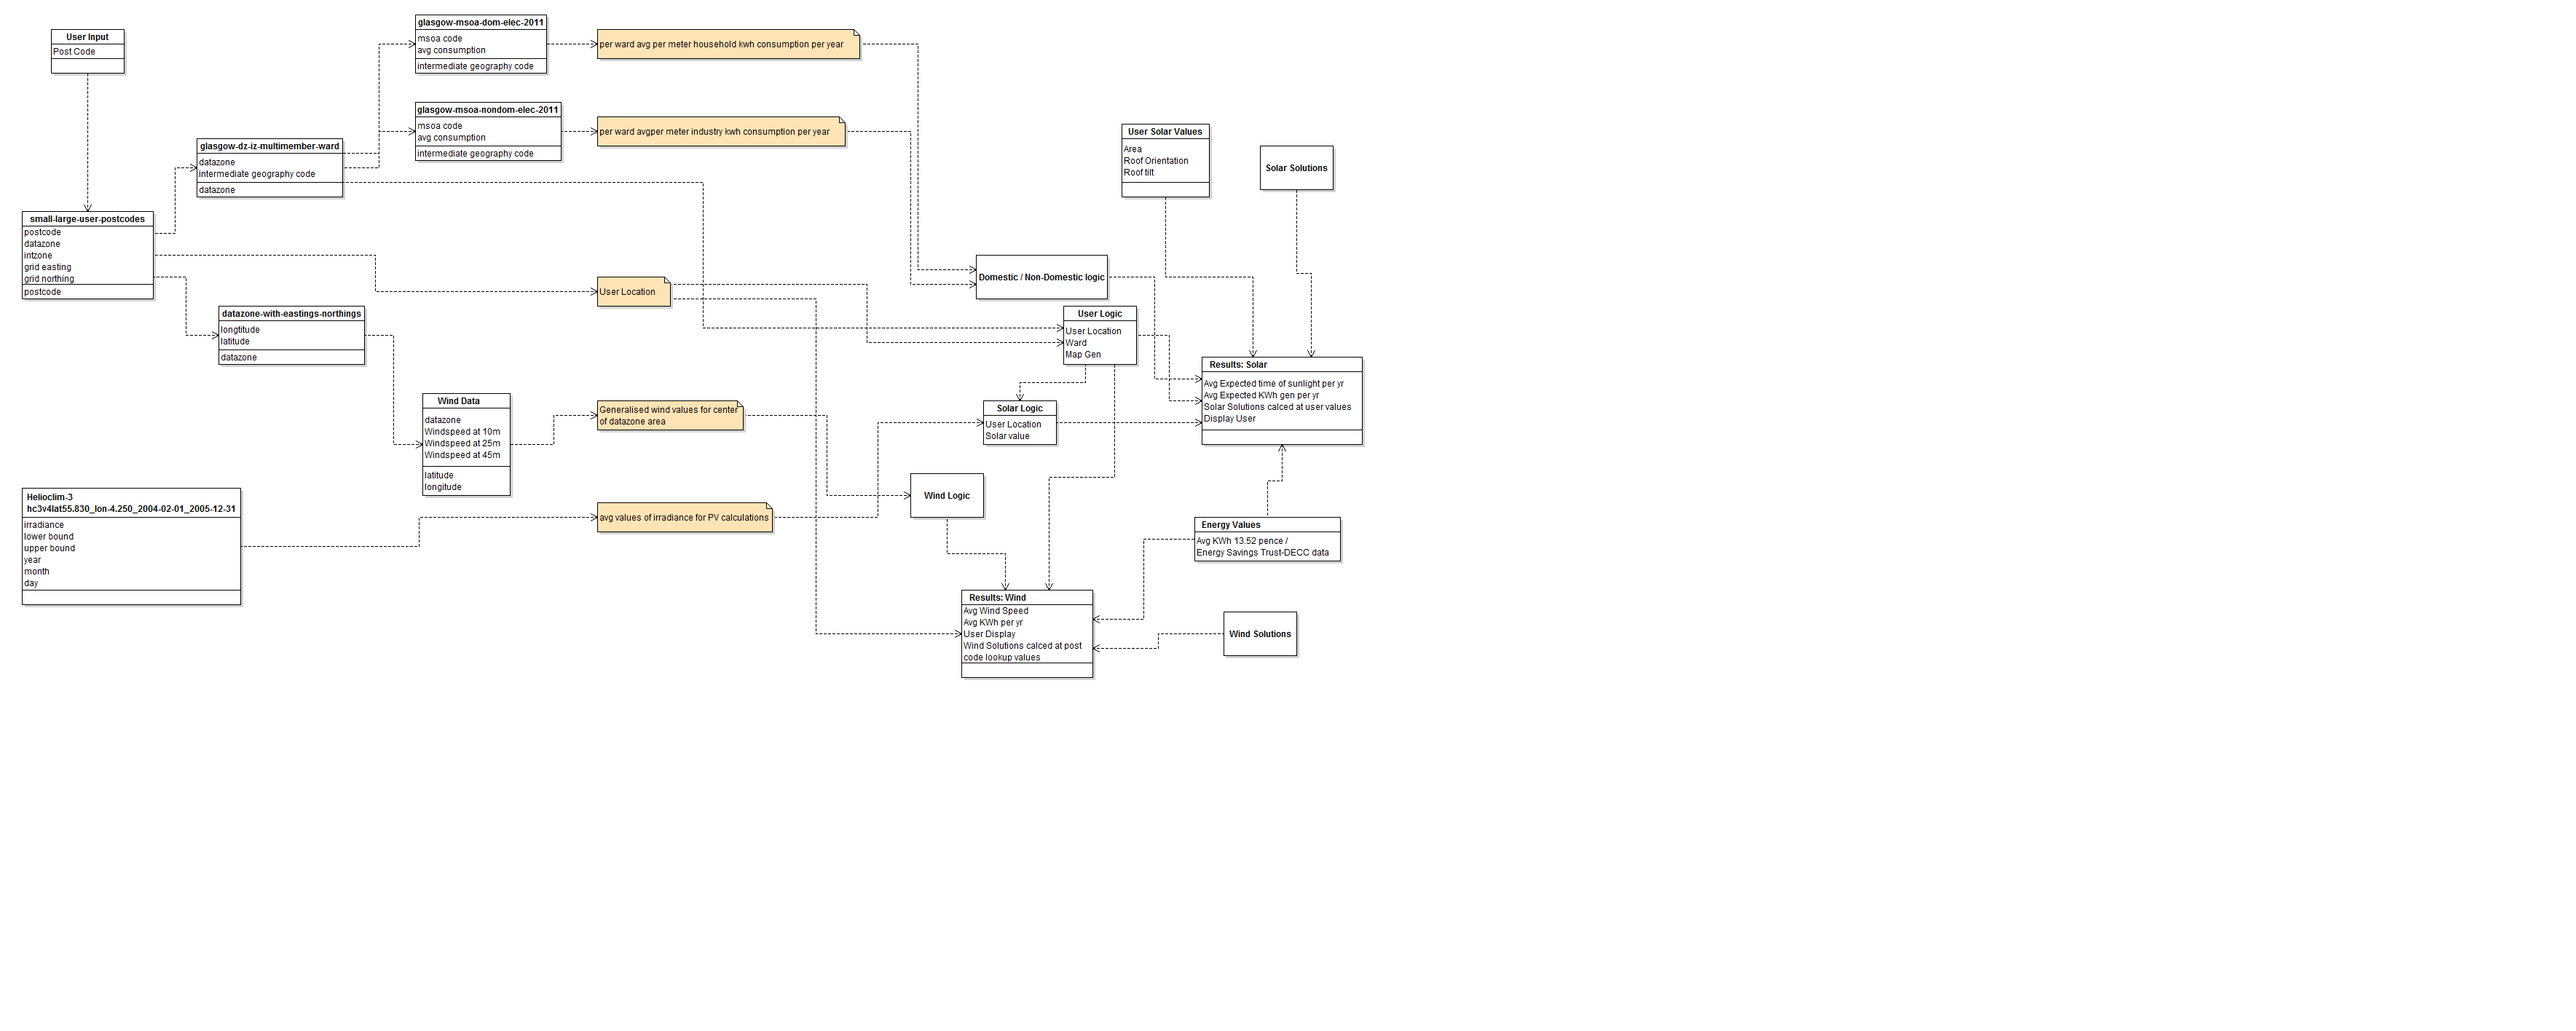 User Input
Post Code
glasgow-msoa-dom-elec-2011
msoa code
avg consumption
intermediate geography code
per ward avg per meter household kwh consumption per year
glasgow-msoa-nondom-elec-2011
msoa code
avg consumption
intermediate geography code
per ward avgper meter industry kwh consumption per year
glasgow-dz-iz-multimember-ward
datazone
intermediate geography code
datazone
User Solar Values
Area
Roof Orientation
Roof tilt
Solar Solutions
small-large-user-postcodes
postcode
datazone
intzone
grid easting
grid northing
postcode
User Location
Domestic / Non-Domestic logic
datazone-with-eastings-northings
longtitude
latitude
datazone
User Logic
User Location
Ward
Map Gen
Results: Solar
Avg Expected time of sunlight per yr
Avg Expected KWh gen per yr
Solar Solutions calced at user values
Display User
Wind Data
datazone
Windspeed at 10m
Windspeed at 25m
Windspeed at 45m
latitude
longitude
Generalised wind values for center
of datazone area
Solar Logic
User Location
Solar value
Wind Logic
Helioclim-3
hc3v4lat55.830_lon-4.250_2004-02-01_2005-12-31
irradiance
lower bound
upper bound
year
month
day
avg values of irradiance for PV calculations
Energy Values
Avg KWh 13.52 pence /
Energy Savings Trust-DECC data
Results: Wind
Avg Wind Speed
Avg KWh per yr
User Display
Wind Solutions calced at post
code lookup values
Wind Solutions